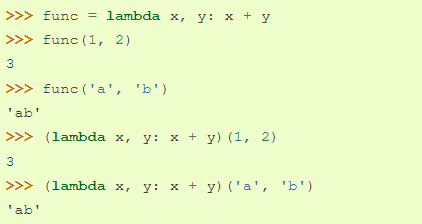 >>> func = lambda x, y: x + y
>>> func(1, 2)
3
>>> func('a', 'b')
'ab'
>>> (lambda x, y: x + y)(1, 2)
3
>>> (lambda x, y: x + y)('a', 'b')
'ab'